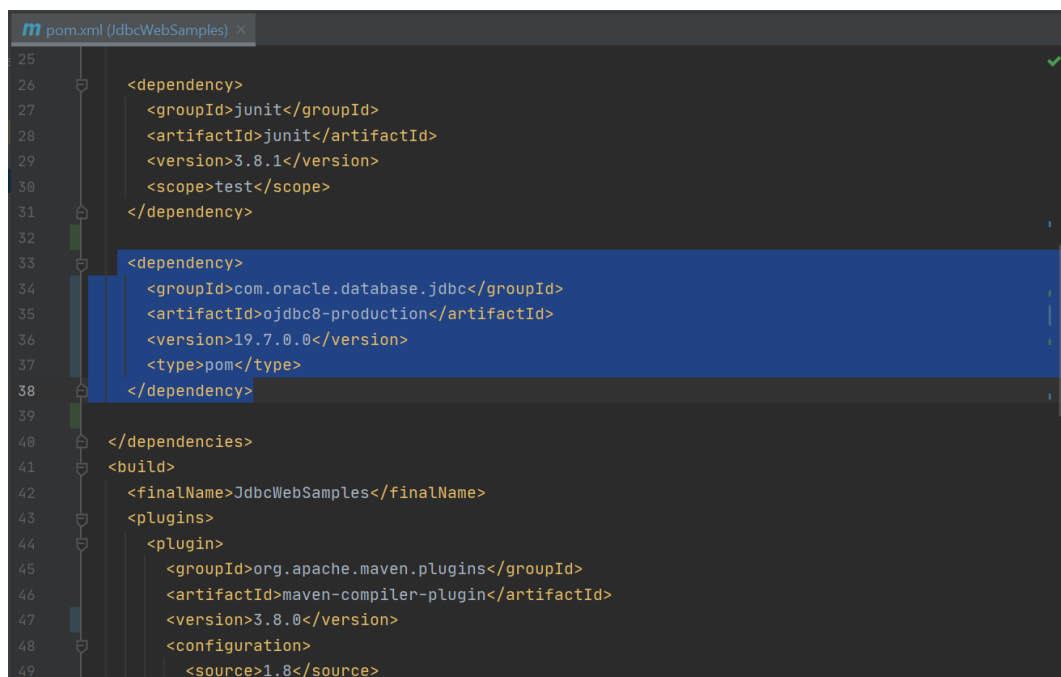 pom.xml (JdbcWebSamples)
25
26 <dependency>
27 <groupId>junit</groupId>
28 <artifactId>junit</artifactId>
29 <version>3.8.1</version>
30 <scope>test</scope>
31 </dependency>
32
33 <dependency>
34 <groupId>com.oracle.database.jdbc</groupId>
35 <artifactId>ojdbc8-production</artifactId>
36 <version>19.7.0.0</version>
37 <type>pom</type>
38 </dependency>
39
40 </dependencies>
41 <build>
42 <finalName>JdbcWebSamples</finalName>
43 <plugins>
44 <plugin>
45 <groupId>org.apache.maven.plugins</groupId>
46 <artifactId>maven-compiler-plugin</artifactId>
47 <version>3.8.0</version>
48 <configuration>
49 <source>1.8</source>